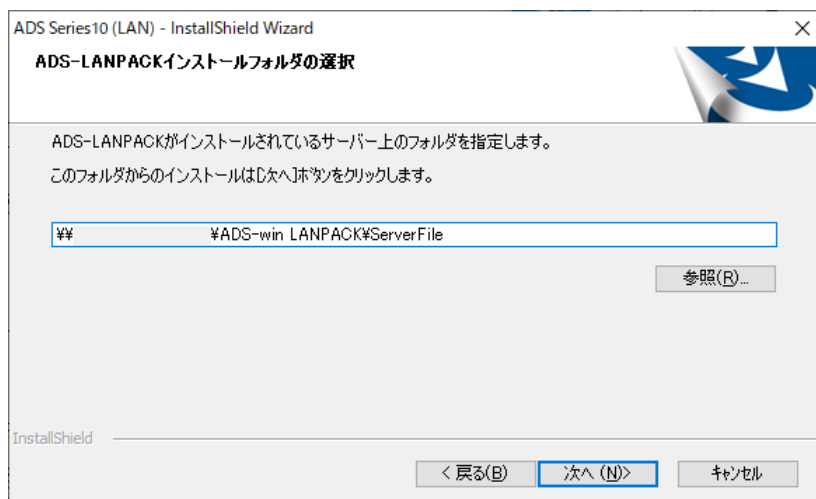 ADS Series10 (LAN) - InstallShield Wizard
ADS-LANPACKインストールフォルダの選択
ADS-LANPACKがインストールされているサーバー上のフォルダを指定します。
このフォルダからのインストールは[次へ]ボタンをクリックします。
¥¥ ¥ADS-win LANPACK¥ServerFile
参照(R)...
InstallShield
< 戻る(B)
次へ (N)>
キャンセル